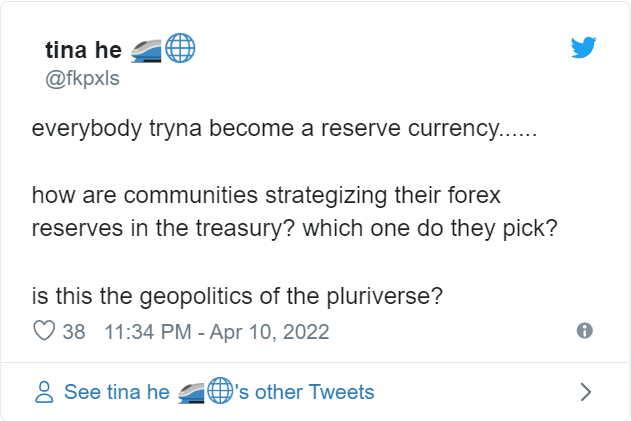 tina he 🚄🌐
@fkpxls
everybody tryna become a reserve currency......
how are communities strategizing their forex
reserves in the treasury? which one do they pick?
is this the geopolitics of the pluriverse?
38 11:34 PM - Apr 10, 2022
See tina he 🚄🌐's other Tweets